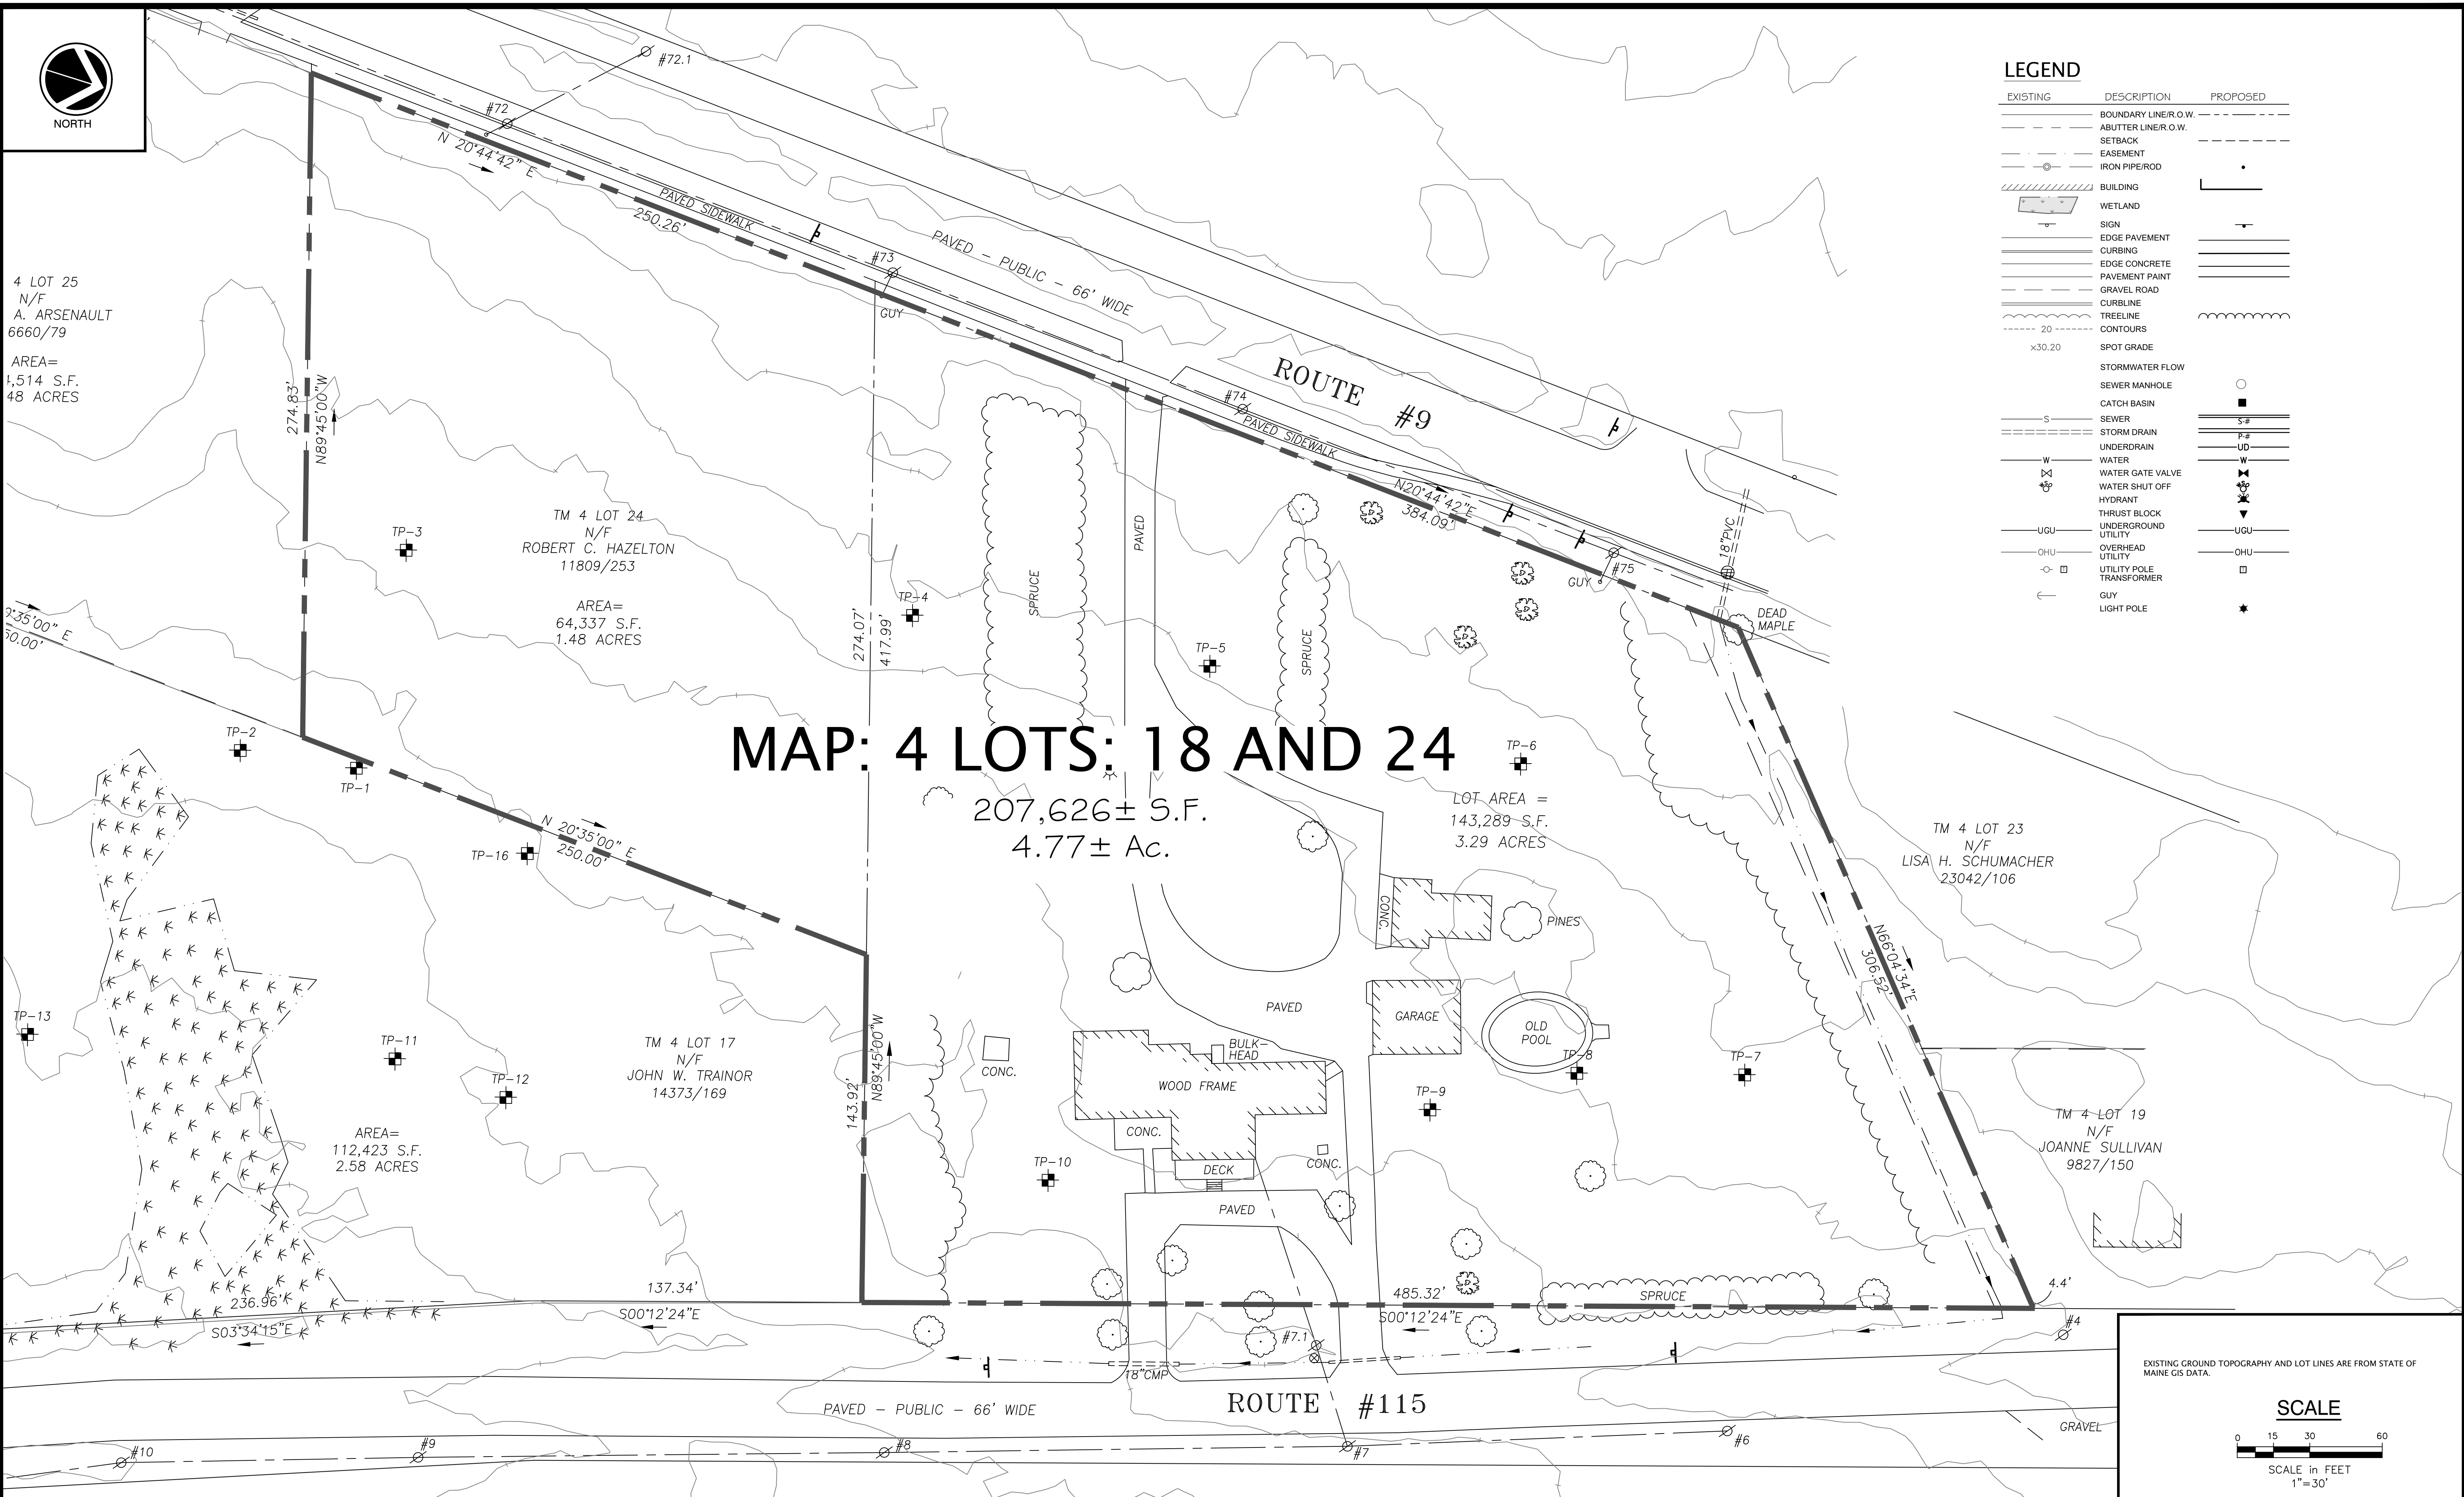 NORTH
#72.1
#72
N 20°44'42" E
PAVED SIDEWALK
250.26'
#73
GUY
PAVED - PUBLIC - 66' WIDE
ROUTE #9
#74
PAVED SIDEWALK
N20°44'42"E
384.09'
#75
GUY
18"PVC
DEAD
MAPLE
4 LOT 25
N/F
A. ARSENAULT
6660/79
AREA=
,514 S.F.
48 ACRES
274.83'
N89°45'00"W
TP-3
TM 4 LOT 24
N/F
ROBERT C. HAZELTON
11809/253
AREA=
64,337 S.F.
1.48 ACRES
274.07'
417.99'
TP-4
SPRUCE
PAVED
TP-5
SPRUCE
°35'00" E
50.00'
TP-2
TP-1
MAP: 4 LOTS: 18 AND 24
207,626± S.F.
4.77± Ac.
TP-6
LOT AREA =
143,289 S.F.
3.29 ACRES
N 20°35'00" E
250.00'
TP-16
TM 4 LOT 23
N/F
LISA H. SCHUMACHER
23042/106
CONC.
PINES
N66°04'34"E
306.52'
TP-13
TP-11
TP-12
TM 4 LOT 17
N/F
JOHN W. TRAINOR
14373/169
AREA=
112,423 S.F.
2.58 ACRES
143.92'
N89°45'00"W
CONC.
PAVED
GARAGE
OLD
POOL
BULK-
HEAD
WOOD FRAME
TP-8
TP-7
TP-9
CONC.
DECK
CONC.
TP-10
PAVED
TM 4 LOT 19
N/F
JOANNE SULLIVAN
9827/150
236.96'
S03°34'15"E
137.34'
S00°12'24"E
485.32'
S00°12'24"E
SPRUCE
4.4'
#4
#7.1
18"CMP
PAVED - PUBLIC - 66' WIDE
ROUTE #115
GRAVEL
#10
#9
#8
#7
#6
LEGEND
EXISTING DESCRIPTION PROPOSED
BOUNDARY LINE/R.O.W.
ABUTTER LINE/R.O.W.
SETBACK
EASEMENT
IRON PIPE/ROD
BUILDING
WETLAND
SIGN
EDGE PAVEMENT
CURBING
EDGE CONCRETE
PAVEMENT PAINT
GRAVEL ROAD
CURBLINE
TREELINE
20 CONTOURS
x30.20 SPOT GRADE
STORMWATER FLOW
SEWER MANHOLE
CATCH BASIN
S SEWER S-#
STORM DRAIN P-#
UNDERDRAIN UD
W WATER W
WATER GATE VALVE
WATER SHUT OFF
HYDRANT
THRUST BLOCK
UGU UNDERGROUND UGU
UTILITY
OHU OVERHEAD OHU
UTILITY
T UTILITY POLE T
TRANSFORMER
GUY
LIGHT POLE
EXISTING GROUND TOPOGRAPHY AND LOT LINES ARE FROM STATE OF
MAINE GIS DATA.
SCALE
0 15 30 60
SCALE in FEET
1"=30'